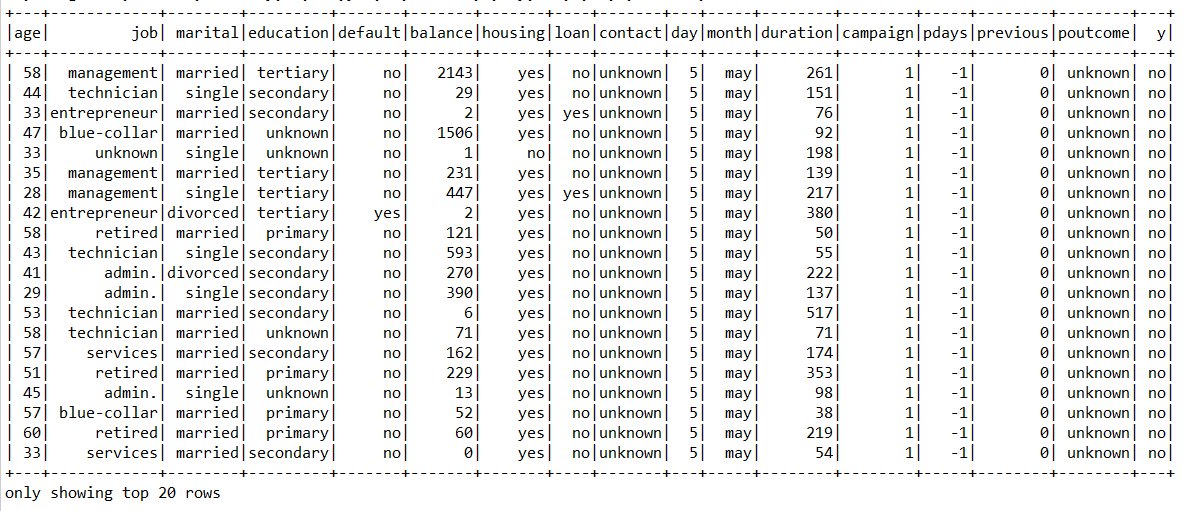 +---+------------+--------+---------+-------+-------+-------+----+-------+---+-----+--------+--------+-----+--------+--------+---+
|age|         job| marital|education|default|balance|housing|loan|contact|day|month|duration|campaign|pdays|previous|poutcome|  y|
+---+------------+--------+---------+-------+-------+-------+----+-------+---+-----+--------+--------+-----+--------+--------+---+
| 58|  management| married| tertiary|     no|   2143|    yes|  no|unknown|  5|  may|     261|       1|   -1|       0| unknown| no|
| 44|  technician|  single|secondary|     no|     29|    yes|  no|unknown|  5|  may|     151|       1|   -1|       0| unknown| no|
| 33|entrepreneur| married|secondary|     no|      2|    yes| yes|unknown|  5|  may|      76|       1|   -1|       0| unknown| no|
| 47| blue-collar| married|  unknown|     no|   1506|    yes|  no|unknown|  5|  may|      92|       1|   -1|       0| unknown| no|
| 33|     unknown|  single|  unknown|     no|      1|     no|  no|unknown|  5|  may|     198|       1|   -1|       0| unknown| no|
| 35|  management| married| tertiary|     no|    231|    yes|  no|unknown|  5|  may|     139|       1|   -1|       0| unknown| no|
| 28|  management|  single| tertiary|     no|    447|    yes| yes|unknown|  5|  may|     217|       1|   -1|       0| unknown| no|
| 42|entrepreneur|divorced| tertiary|    yes|      2|    yes|  no|unknown|  5|  may|     380|       1|   -1|       0| unknown| no|
| 58|     retired| married|  primary|     no|    121|    yes|  no|unknown|  5|  may|      50|       1|   -1|       0| unknown| no|
| 43|  technician|  single|secondary|     no|    593|    yes|  no|unknown|  5|  may|      55|       1|   -1|       0| unknown| no|
| 41|      admin.|divorced|secondary|     no|    270|    yes|  no|unknown|  5|  may|     222|       1|   -1|       0| unknown| no|
| 29|      admin.|  single|secondary|     no|    390|    yes|  no|unknown|  5|  may|     137|       1|   -1|       0| unknown| no|
| 53|  technician| married|secondary|     no|      6|    yes|  no|unknown|  5|  may|     517|       1|   -1|       0| unknown| no|
| 58|  technician| married|  unknown|     no|     71|    yes|  no|unknown|  5|  may|      71|       1|   -1|       0| unknown| no|
| 57|    services| married|secondary|     no|    162|    yes|  no|unknown|  5|  may|     174|       1|   -1|       0| unknown| no|
| 51|     retired| married|  primary|     no|    229|    yes|  no|unknown|  5|  may|     353|       1|   -1|       0| unknown| no|
| 45|      admin.|  single|  unknown|     no|     13|    yes|  no|unknown|  5|  may|      98|       1|   -1|       0| unknown| no|
| 57| blue-collar| married|  primary|     no|     52|    yes|  no|unknown|  5|  may|      38|       1|   -1|       0| unknown| no|
| 60|     retired| married|  primary|     no|     60|    yes|  no|unknown|  5|  may|     219|       1|   -1|       0| unknown| no|
| 33|    services| married|secondary|     no|      0|    yes|  no|unknown|  5|  may|      54|       1|   -1|       0| unknown| no|
+---+------------+--------+---------+-------+-------+-------+----+-------+---+-----+--------+--------+-----+--------+--------+---+
only showing top 20 rows